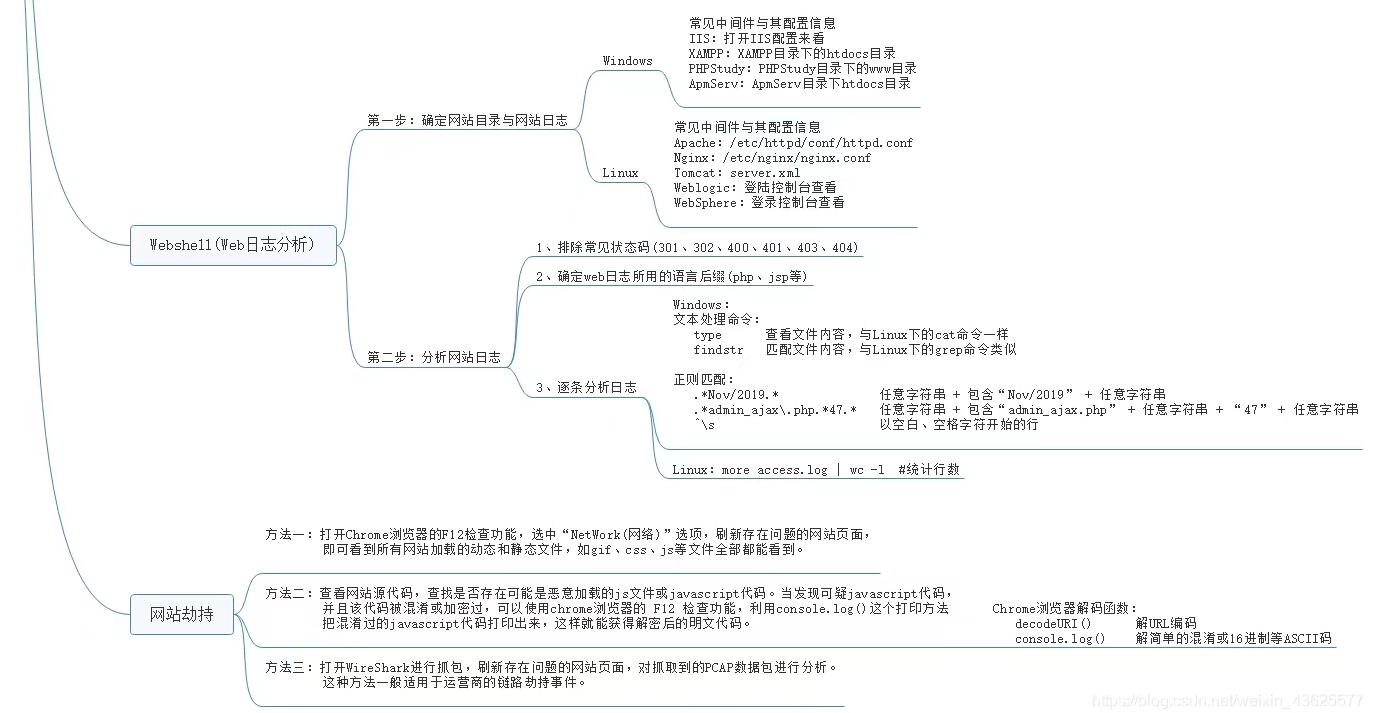 常见中间件与其配置信息
IIS: 打开IIS配置来看
XAMPP: XAMPP目录下的htdocs目录
PHPStudy: PHPStudy目录下的www目录
ApmServ: ApmServ目录下htdocs目录
Windows
第一步: 确定网站目录与网站日志
常见中间件与其配置信息
Apache: /etc/httpd/conf/httpd.conf
Nginx: /etc/nginx/nginx.conf
Tomcat: server.xml
Weblogic: 登陆控制台查看
WebSphere: 登录控制台查看
Linux
Webshell(Web日志分析)
1、排除常见状态码(301、302、400、401、403、404)
2、确定web日志所用的语言后缀(php、jsp等)
第二步: 分析网站日志
3、逐条分析日志
Windows:
文本处理命令:
type 查看文件内容, 与Linux下的cat命令一样
findstr 匹配文件内容, 与Linux下的grep命令类似
正则匹配:
.*Nov/2019.* 任意字符串 + 包含“Nov/2019” + 任意字符串
.*admin_ajax\.php.*47.* 任意字符串 + 包含“admin_ajax.php” + 任意字符串 + “47” + 任意字符串
^\s 以空白、空格字符开始的行
Linux: more access.log | wc -l #统计行数
网站劫持
方法一: 打开Chrome浏览器的F12检查功能, 选中“NetWork(网络)”选项, 刷新存在问题的网站页面,
即可看到所有网站加载的动态和静态文件, 如gif、css、js等文件全部都能看到。
方法二: 查看网站源代码, 查找是否存在可能是恶意加载的js文件或javascript代码。当发现可疑javascript代码,
并且该代码被混淆或加密过, 可以使用chrome浏览器的 F12 检查功能, 利用console.log()这个打印方法
把混淆过的javascript代码打印出来, 这样就能获得解密后的明文代码。
Chrome浏览器解码函数:
decodeURI() 解URL编码
console.log() 解简单的混淆或16进制等ASCII码
方法三: 打开WireShark进行抓包, 刷新存在问题的网站页面, 对抓取到的PCAP数据包进行分析。
这种方法一般适用于运营商的链路劫持事件。
https://blog.csdn.net/weixin_43625577